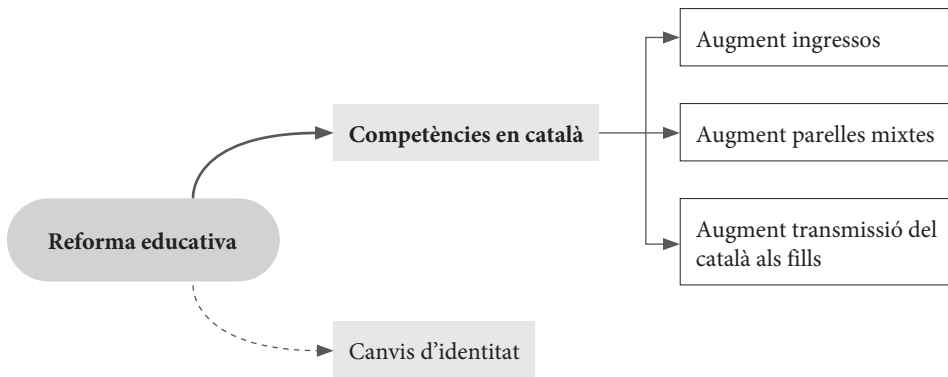 Augment ingressos
Competències en català
Augment parelles mixtes
Reforma educativa
Augment transmissió del
català als fills
Canvis d'identitat